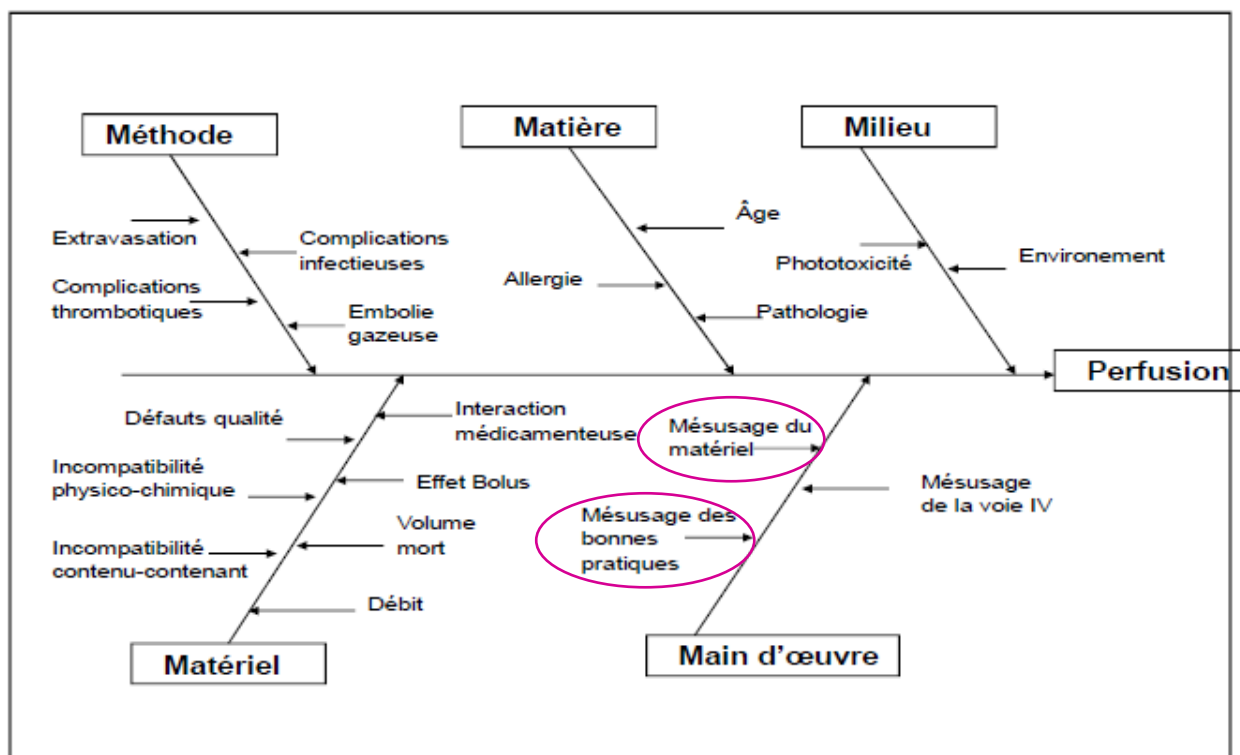 Méthode
Matière
Milieu
Extravasation
Complications
infectieuses
Complications
thrombotiques
Embolie
gazeuse
Âge
Allergie
Pathologie
Phototoxicité
Environement
Perfusion
Défauts qualité
Interaction
médicamenteuse
Incompatibilité
physico-chimique
Effet Bolus
Incompatibilité
contenu-contenant
Volume
mort
Débit
Matériel
Mésusage du
matériel
Mésusage
de la voie IV
Mésusage des
bonnes
pratiques
Main d’œuvre